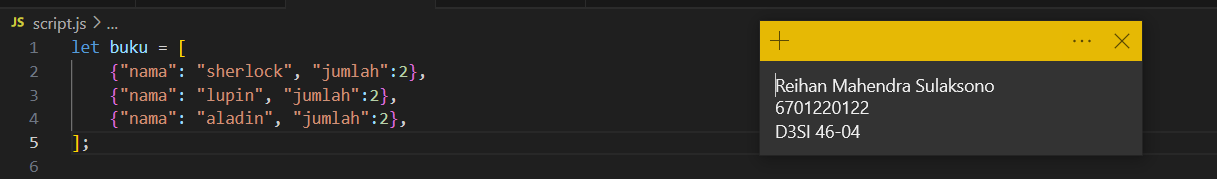 JS script.js > ...
1 let buku = [
2 {"nama": "sherlock", "jumlah":2},
3 {"nama": "lupin", "jumlah":2},
4 {"nama": "aladin", "jumlah":2},
5 ];
6
Reihan Mahendra Sulaksono
6701220122
D3SI 46-04